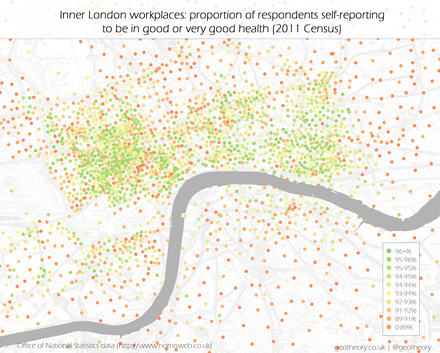 Inner London workplaces: proportion of respondents self-reporting
to be in good or very good health (2011 Census)
96+%
95-96%
95-95%
94-95%
94-94%
93-94%
92-93%
91-92%
89-91%
0-89%
Office of National Statistics data [http://www.nomisweb.co.uk]
geotheory.co.uk | @geotheory